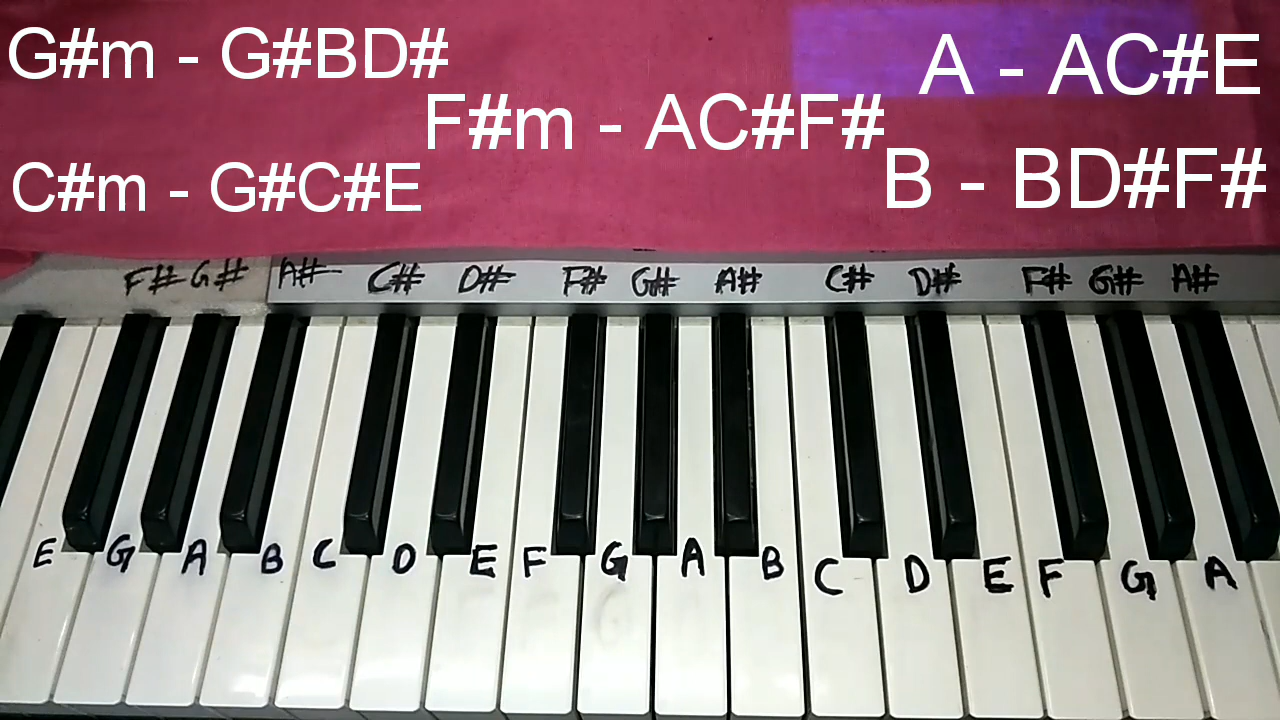 G#m - G#BD#
A - AC#E
F#m - AC#F#
B - BD#F#
C#m - G#C#E
F# G# A# C# D# F# G# A# C# D# F# G# A#
E G A B C D E F G A B C D E F G A